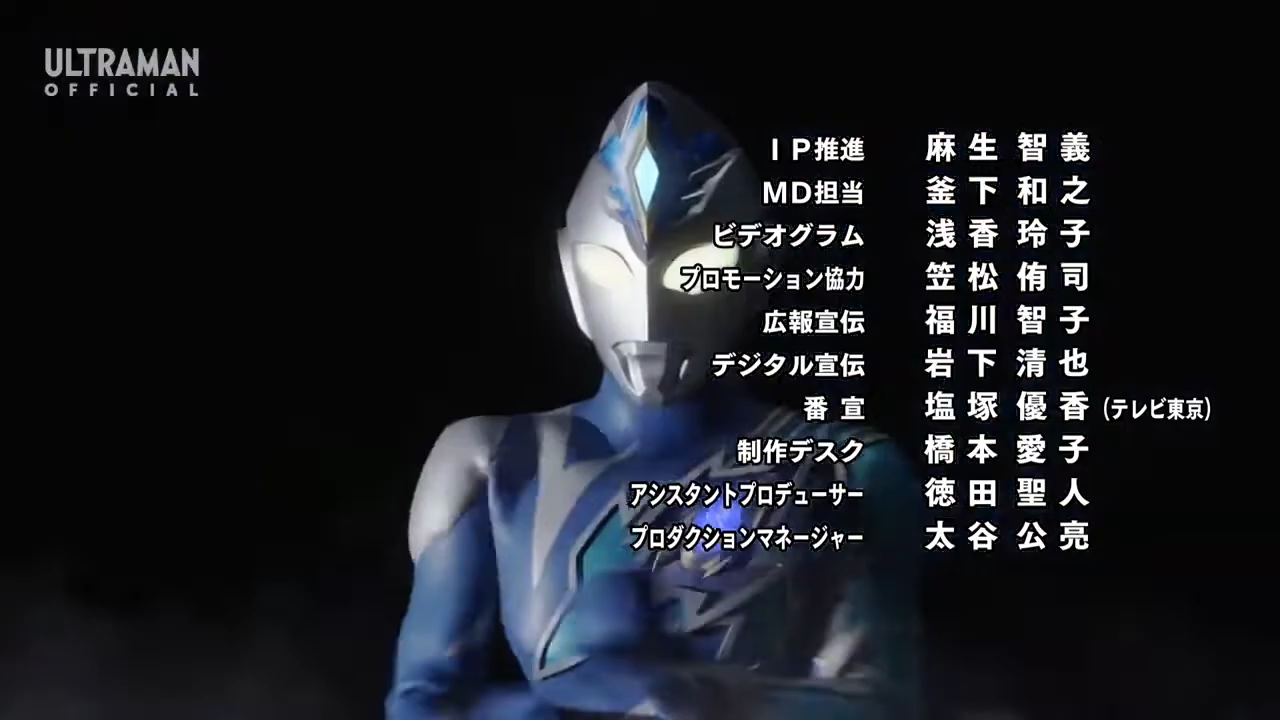 ULTRAMAN
OFFICIAL
IP推進 麻生智義
MD担当 釜下和之
ビデオグラム 浅香玲子
プロモーション協力 笠松侑司
広報宣伝 福川智子
デジタル宣伝 岩下清也
番宣 塩塚優香 (テレビ東京)
制作デスク 橋本愛子
アシスタントプロデューサー 徳田聖人
プロダクションマネージャー 太谷公亮